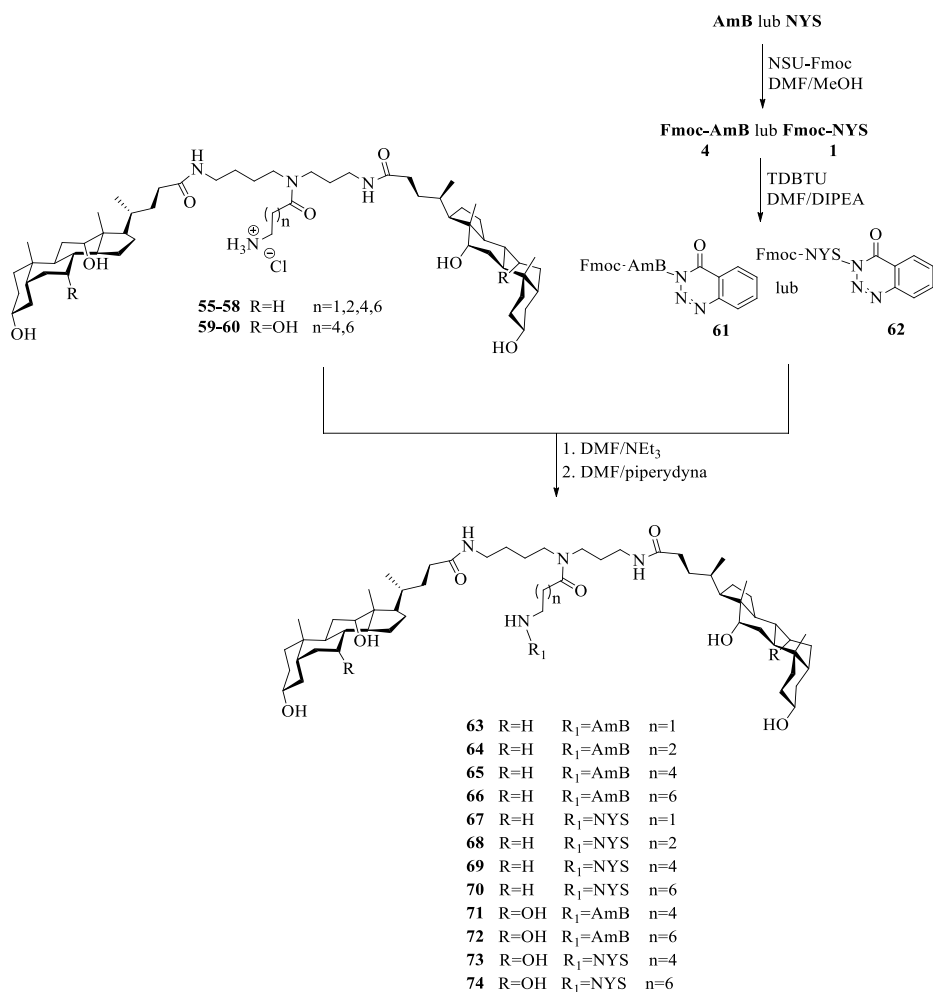 AmB lub NYS
NSU-Fmoc
DMF/MeOH
Fmoc-AmB lub Fmoc-NYS
4 1
TDBTU
DMF/DIPEA
Fmoc-AmB
N
N
N
O
61
lub
Fmoc-NYS
N
N
N
O
62
H
N
O
N
O
n
H3N
+
−
Cl
O
N
H
OH
R
OH
HO
R
HO
55-58 R=H n=1,2,4,6
59-60 R=OH n=4,6
1. DMF/NEt3
2. DMF/piperydyna
H
N
O
N
O
n
HN
R1
O
N
H
OH
R
OH
HO
R
HO
63 R=H R1=AmB n=1
64 R=H R1=AmB n=2
65 R=H R1=AmB n=4
66 R=H R1=AmB n=6
67 R=H R1=NYS n=1
68 R=H R1=NYS n=2
69 R=H R1=NYS n=4
70 R=H R1=NYS n=6
71 R=OH R1=AmB n=4
72 R=OH R1=AmB n=6
73 R=OH R1=NYS n=4
74 R=OH R1=NYS n=6